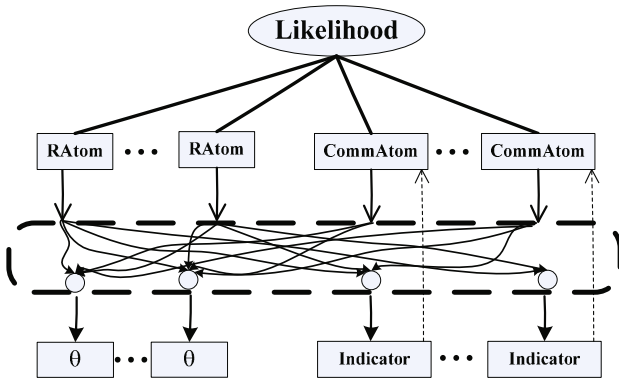 Likelihood
RAtom ••• RAtom CommAtom ••• CommAtom
θ ••• θ Indicator ••• Indicator